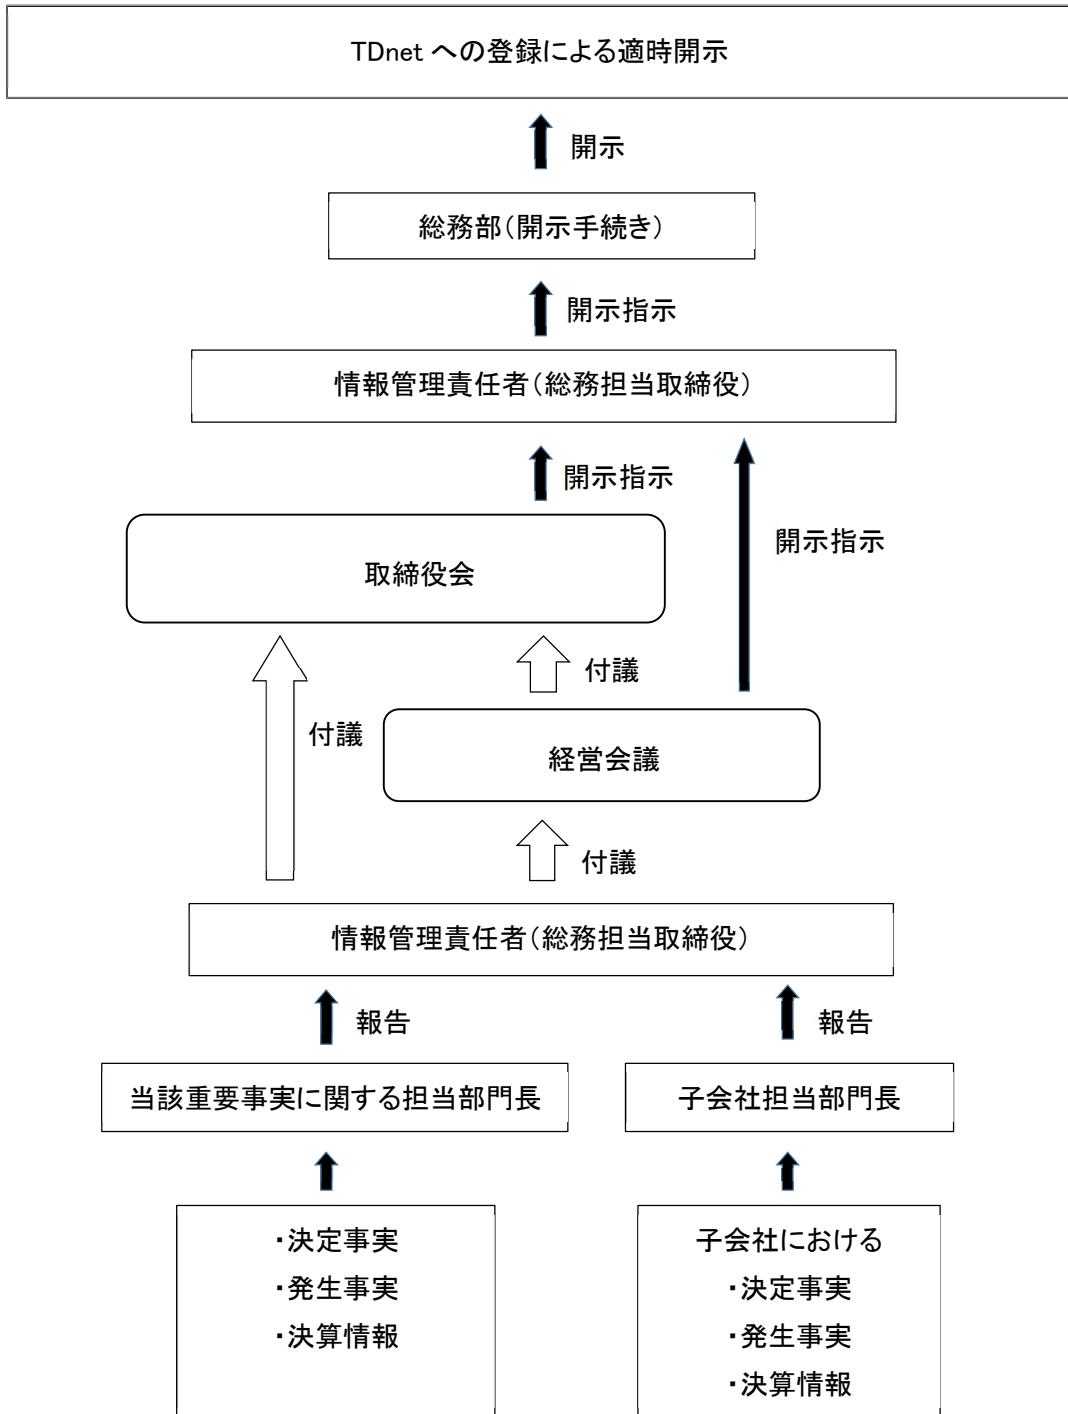 TDnet への登録による適時開示
開示
総務部(開示手続き)
開示指示
情報管理責任者(総務担当取締役)
開示指示
開示指示
取締役会
付議
付議
経営会議
付議
情報管理責任者(総務担当取締役)
報告
報告
当該重要事実に関する担当部門長
子会社担当部門長
・決定事実
・発生事実
・決算情報
子会社における
・決定事実
・発生事実
・決算情報